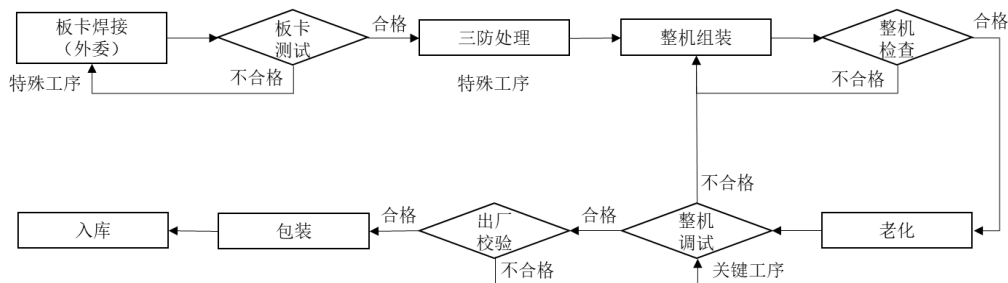 板卡焊接
（外委）
板卡
测试
合格
三防处理
整机组装
整机
检查
合格
特殊工序
不合格
特殊工序
不合格
不合格
入库
包装
合格
出厂
校验
合格
整机
调试
老化
不合格
关键工序